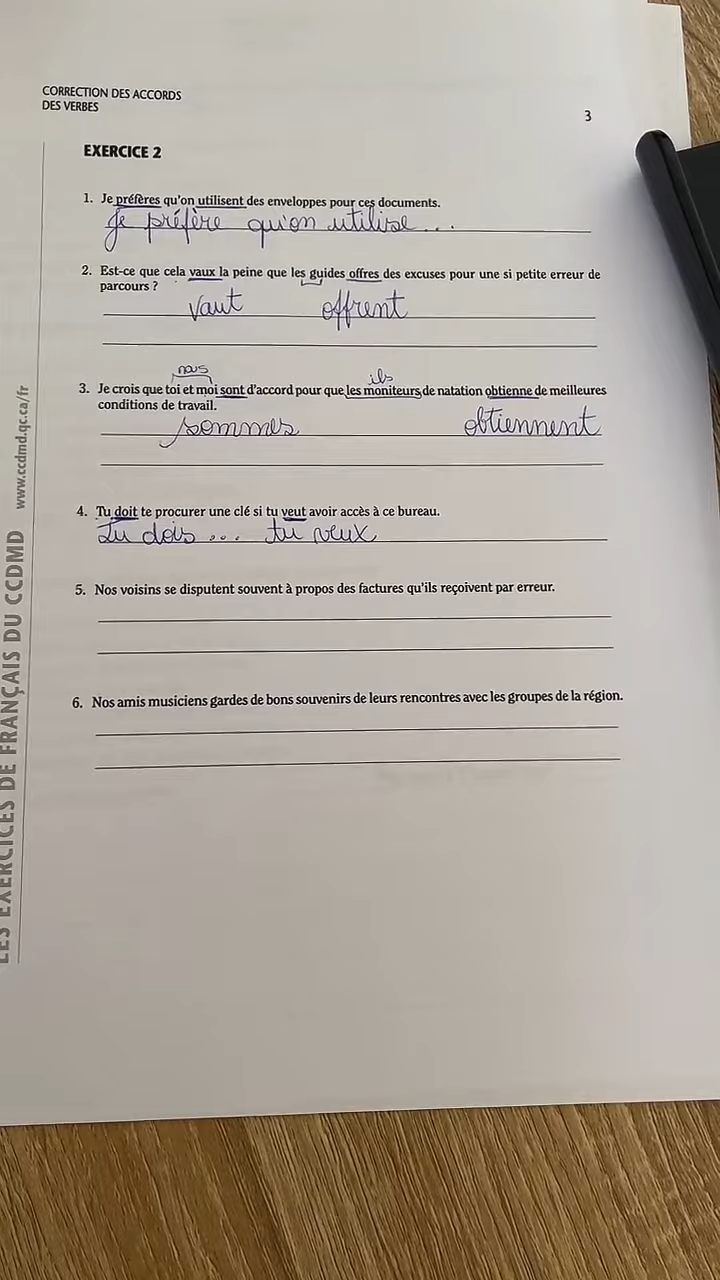 CORRECTION DES ACCORDS
DES VERBES
3
EXERCICE 2
1. Je préfères qu'on utilisent des enveloppes pour ces documents.
Je préfère qu'on utilise...
2. Est-ce que cela vaux la peine que les guides offres des excuses pour une si petite erreur de
parcours ?
vaut offrent
nous ils
3. Je crois que toi et moi sont d'accord pour que les moniteurs de natation obtienne de meilleures
conditions de travail.
sommes obtiennent
4. Tu doit te procurer une clé si tu veut avoir accès à ce bureau.
Tu dois ... tu veux
5. Nos voisins se disputent souvent à propos des factures qu'ils reçoivent par erreur.
6. Nos amis musiciens gardes de bons souvenirs de leurs rencontres avec les groupes de la région.
LES EXERCICES DE FRANÇAIS DU CCDMD www.ccdmd.qc.ca/fr